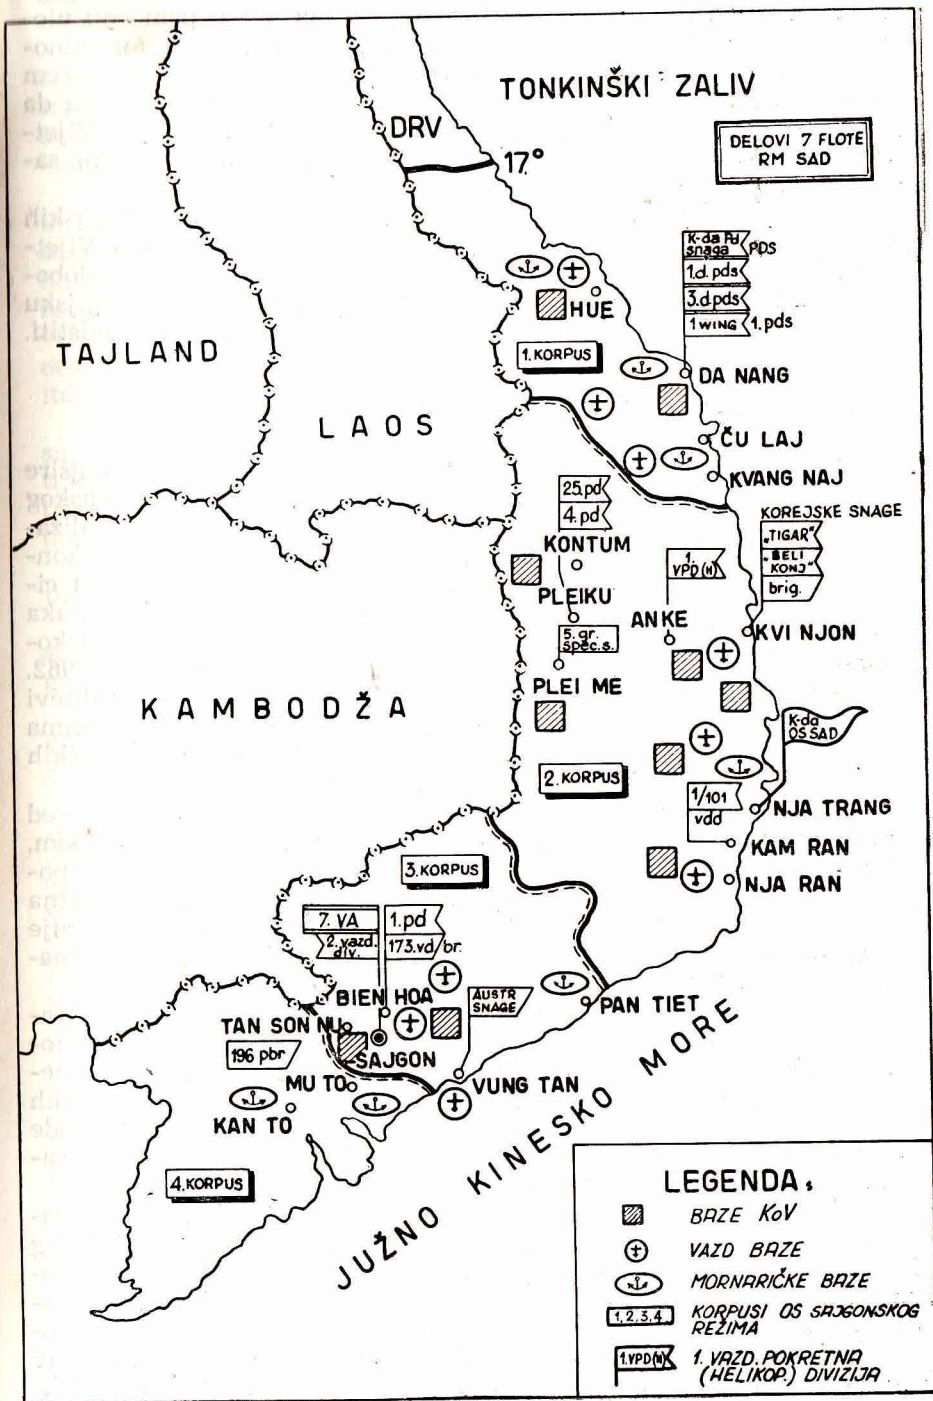 TONKINŠKI ZALIV
DELOVI 7 FLOTE
RM SAD
DRV
17°
K-da Pd
snaga PDS
1.d.pds
3.d.pds
1 WING 1.pds
HUE
TAJLAND
1. KORPUS
DA NANG
LAOS
ČU LAJ
KVANG NAJ
25.pd
4.pd
KOREJSKE SNAGE
„TIGAR"
„BELI
KONJ"
brig.
KONTUM
1.
VPD(H)
PLEIKU
ANKE
KVI NJON
5. gr.
spec.s.
PLEI ME
KAMBODŽA
K-da
OS SAD
2. KORPUS
1/101
vdd
NJA TRANG
KAM RAN
3. KORPUS
NJA RAN
7. VA
1.pd
2. vazd.
div.
173.vd/br.
BIEN HOA
AUSTR
SNAGE
PAN TIET
TAN SON NU
196 pbr
SAJGON
MU TO
VUNG TAN
KAN TO
4. KORPUS
JUŽNO KINESKO MORE
LEGENDA:
BAZE KoV
VAZD BAZE
MORNARIČKE BAZE
1,2,3,4. KORPUSI OS SAJGONSKOG
REŽIMA
1.VPD(H) 1. VAZD. POKRETNA
(HELIKOP.) DIVIZIJA